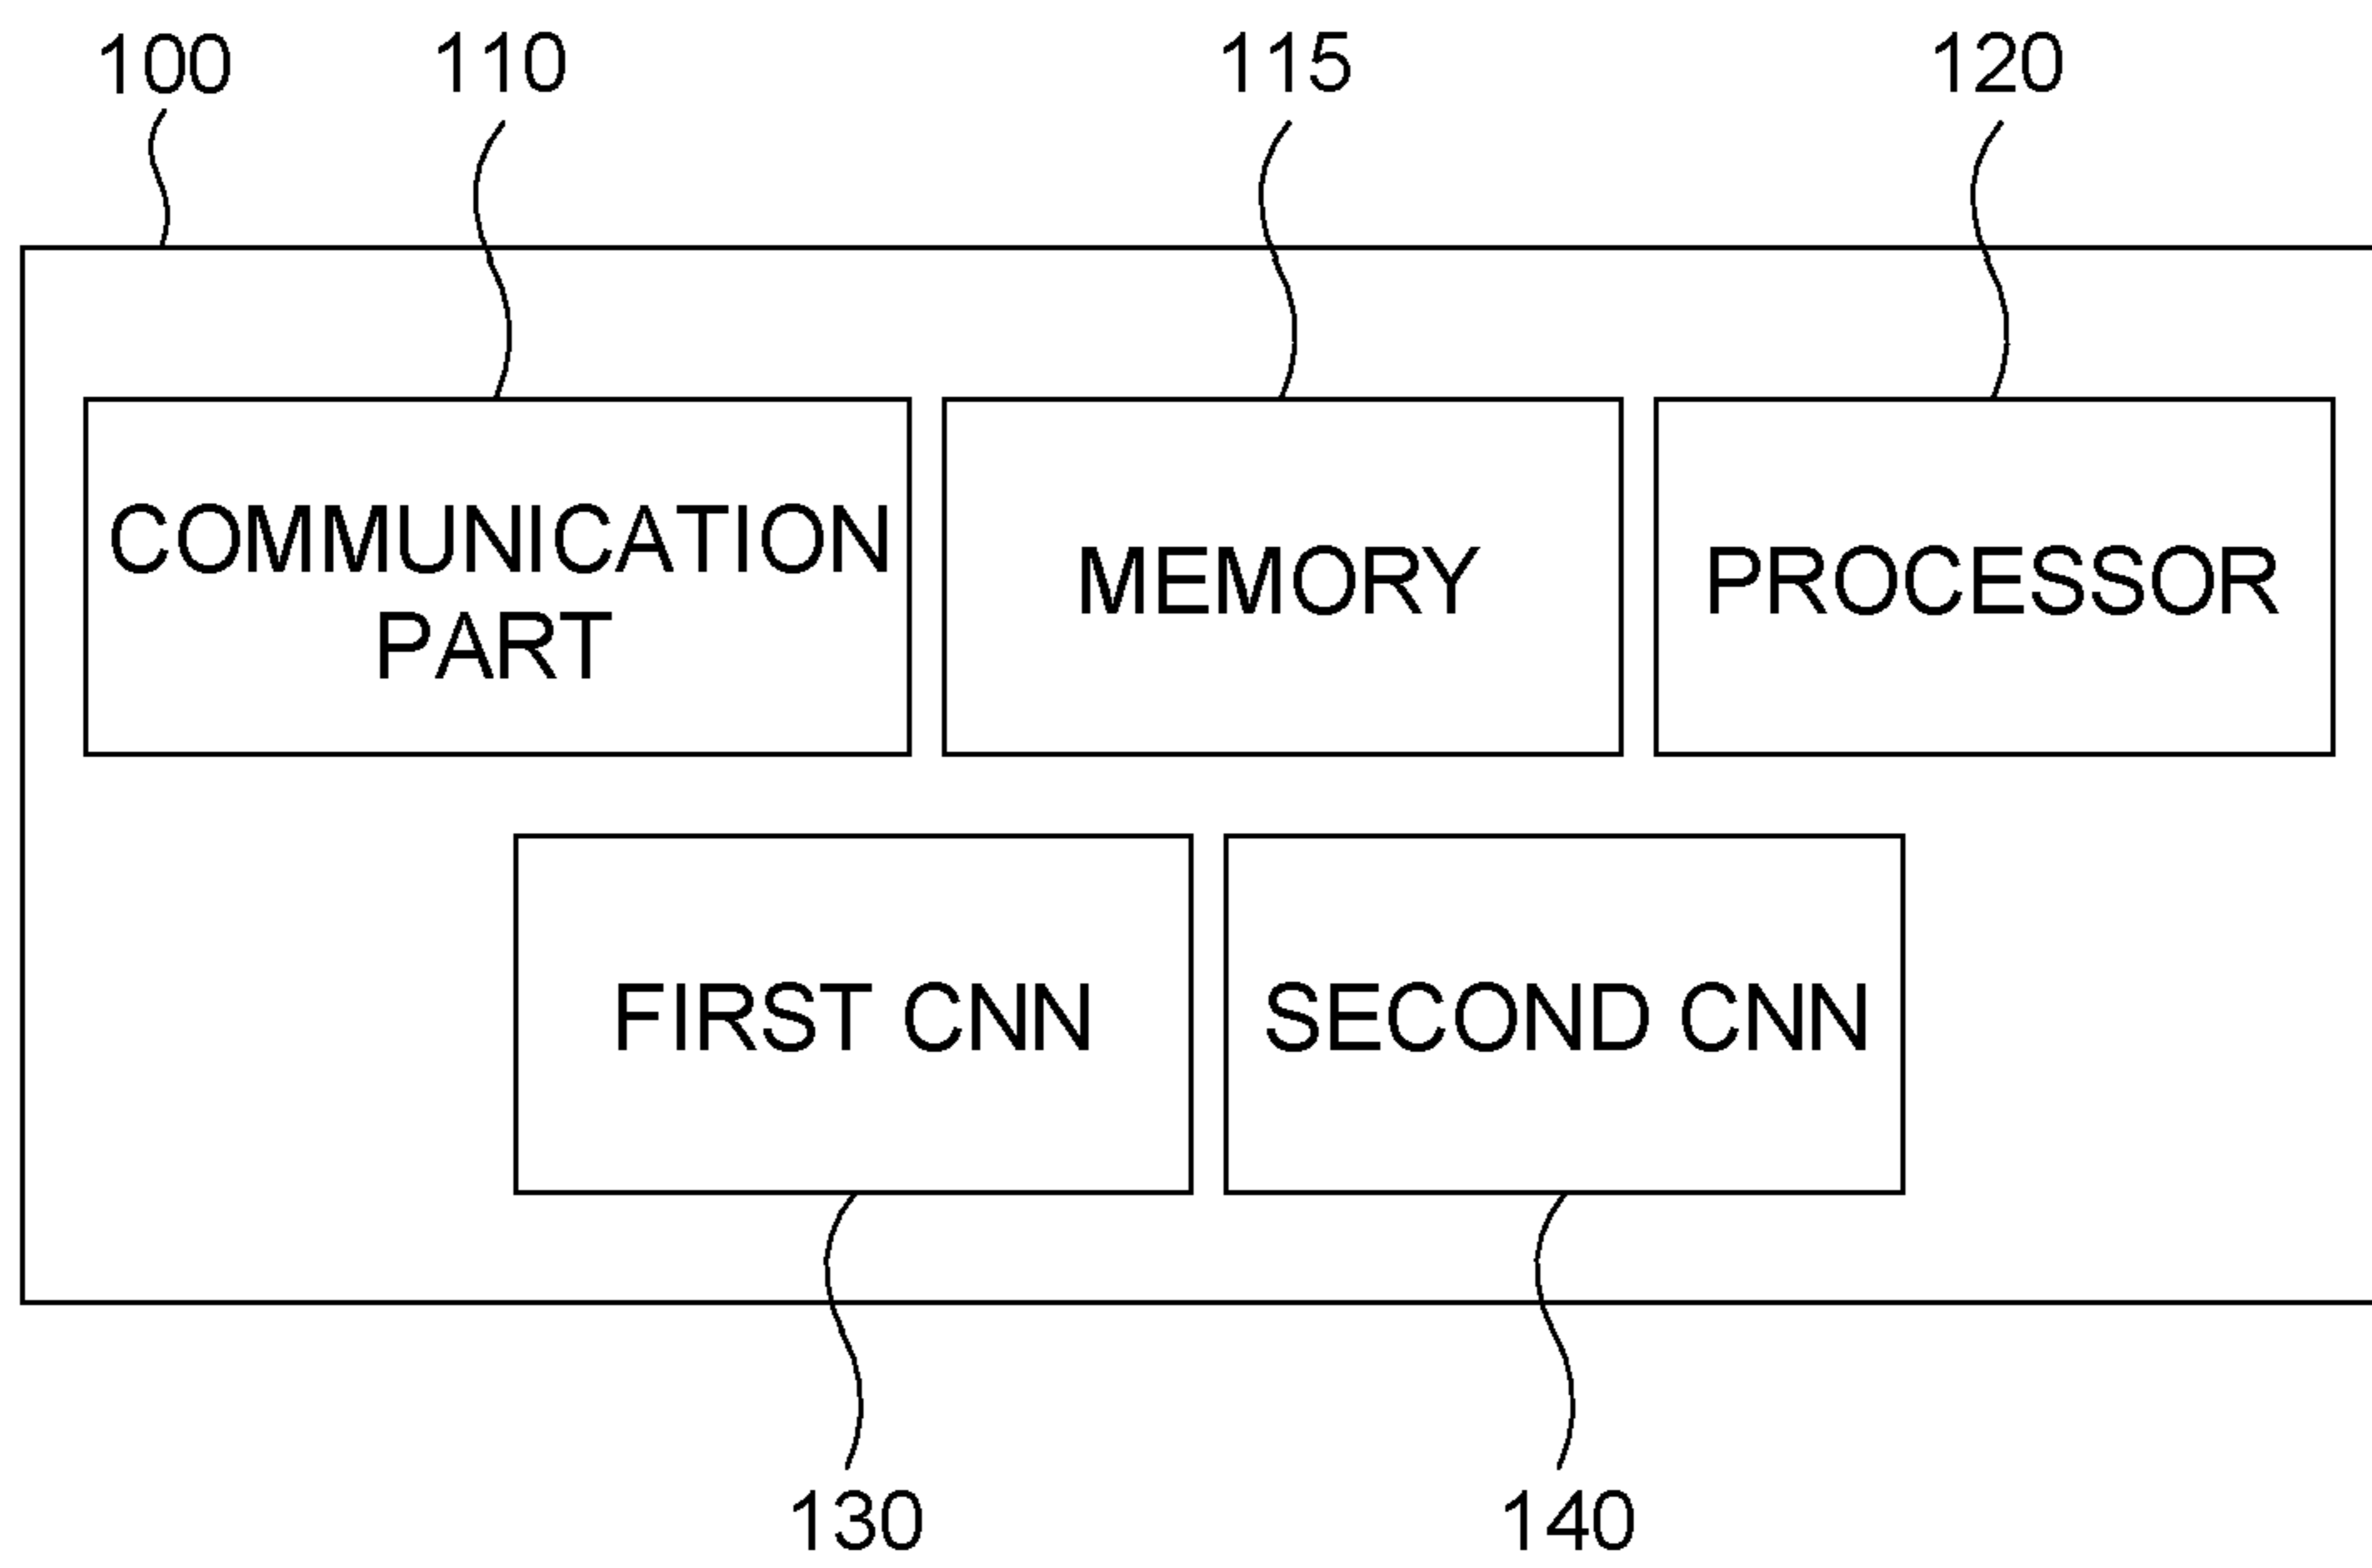 100 110 115 120
COMMUNICATION
PART
MEMORY
PROCESSOR
FIRST CNN
SECOND CNN
130 140